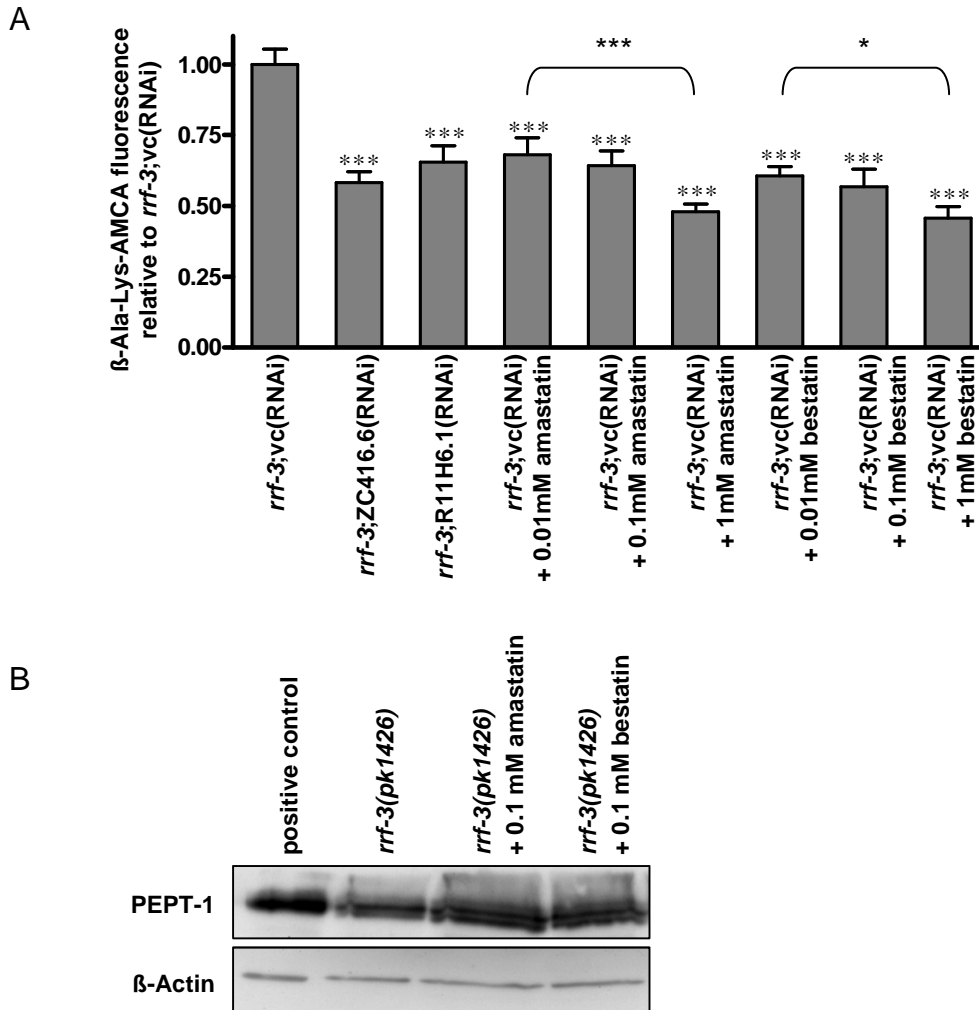 A
ß-Ala-Lys-AMCA fluorescence
relative to rrf-3;vc(RNAi)
1.00
0.75
0.50
0.25
0.00
***
***
***
***
***
***
***
***
***
*
rrf-3;vc(RNAi)
rrf-3;ZC416.6(RNAi)
rrf-3;R11H6.1(RNAi)
rrf-3;vc(RNAi)
+ 0.01mM amastatin
rrf-3;vc(RNAi)
+ 0.1mM amastatin
rrf-3;vc(RNAi)
+ 1mM amastatin
rrf-3;vc(RNAi)
+ 0.01mM bestatin
rrf-3;vc(RNAi)
+ 0.1mM bestatin
rrf-3;vc(RNAi)
+ 1mM bestatin
B
positive control
rrf-3(pk1426)
rrf-3(pk1426)
+ 0.1 mM amastatin
rrf-3(pk1426)
+ 0.1 mM bestatin
PEPT-1
ß-Actin